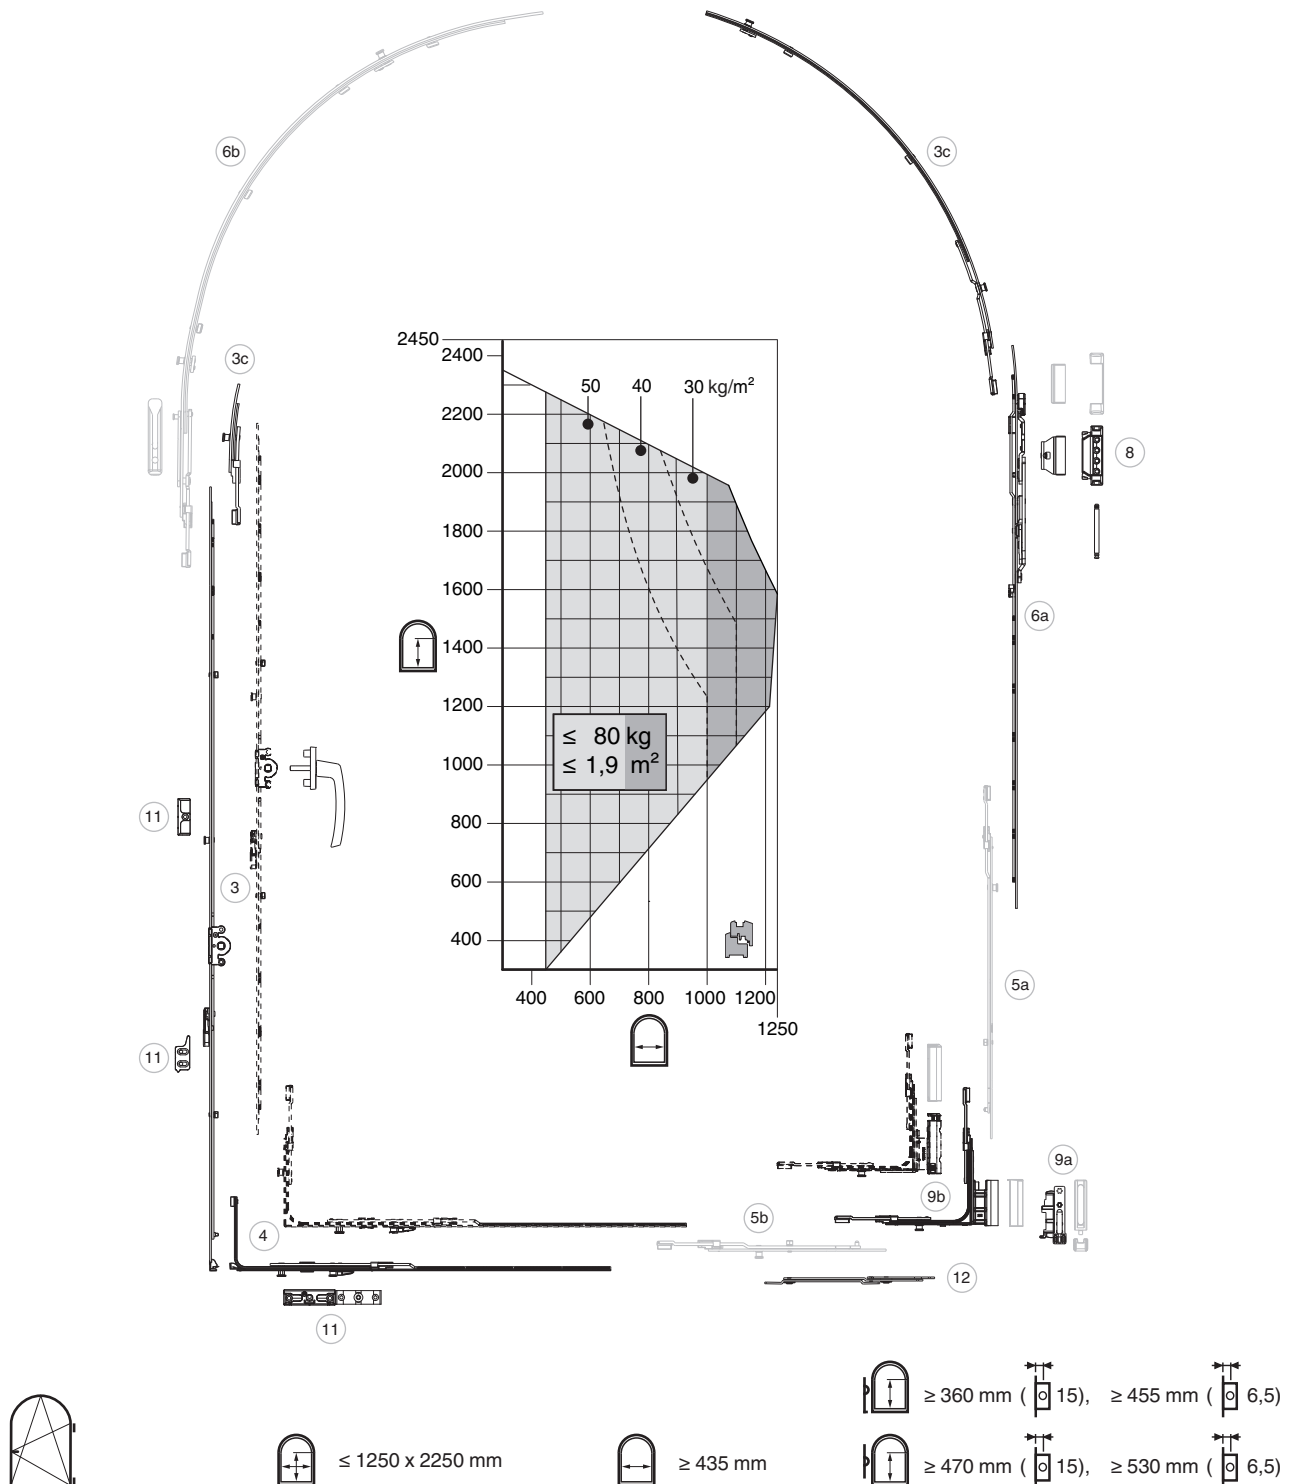 6b
3c
2450
2400
3c
50 40 30 kg/m²
2200
8
2000
1800
1600
6a
1400
1200
≤ 80 kg
≤ 1,9 m²
1000
11
800
3
600
400
5a
400 600 800 1000 1200
1250
11
9a
9b
5b
4
12
11
≥ 360 mm ( 15), ≥ 455 mm ( 6,5)
≤ 1250 x 2250 mm
≥ 435 mm
≥ 470 mm ( 15), ≥ 530 mm ( 6,5)